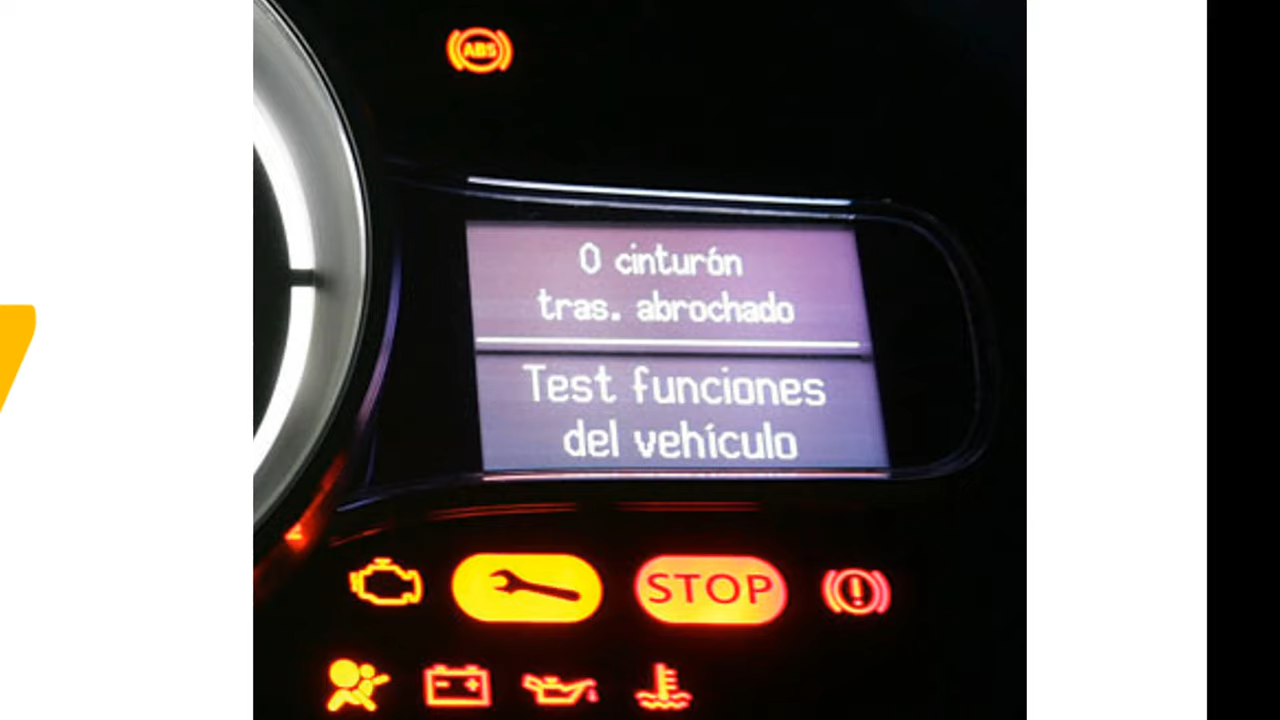 ABS
0 cinturón
tras. abrochado
Test funciones
del vehículo
STOP